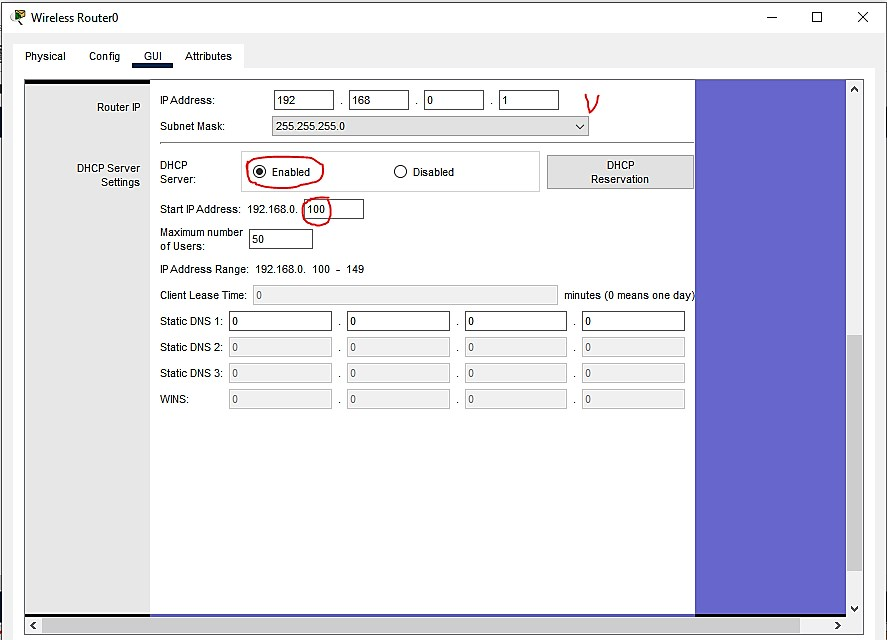 Wireless Router0
Physical Config GUI Attributes
Router IP
IP Address: 192 . 168 . 0 . 1
V
Subnet Mask: 255.255.255.0
DHCP Server
Settings
DHCP
Server:
Enabled Disabled
DHCP
Reservation
Start IP Address: 192.168.0. 100
Maximum number
of Users:
50
IP Address Range: 192.168.0. 100 - 149
Client Lease Time: 0 minutes (0 means one day)
Static DNS 1: 0 . 0 . 0 . 0
Static DNS 2: 0 . 0 . 0 . 0
Static DNS 3: 0 . 0 . 0 . 0
WINS: 0 . 0 . 0 . 0